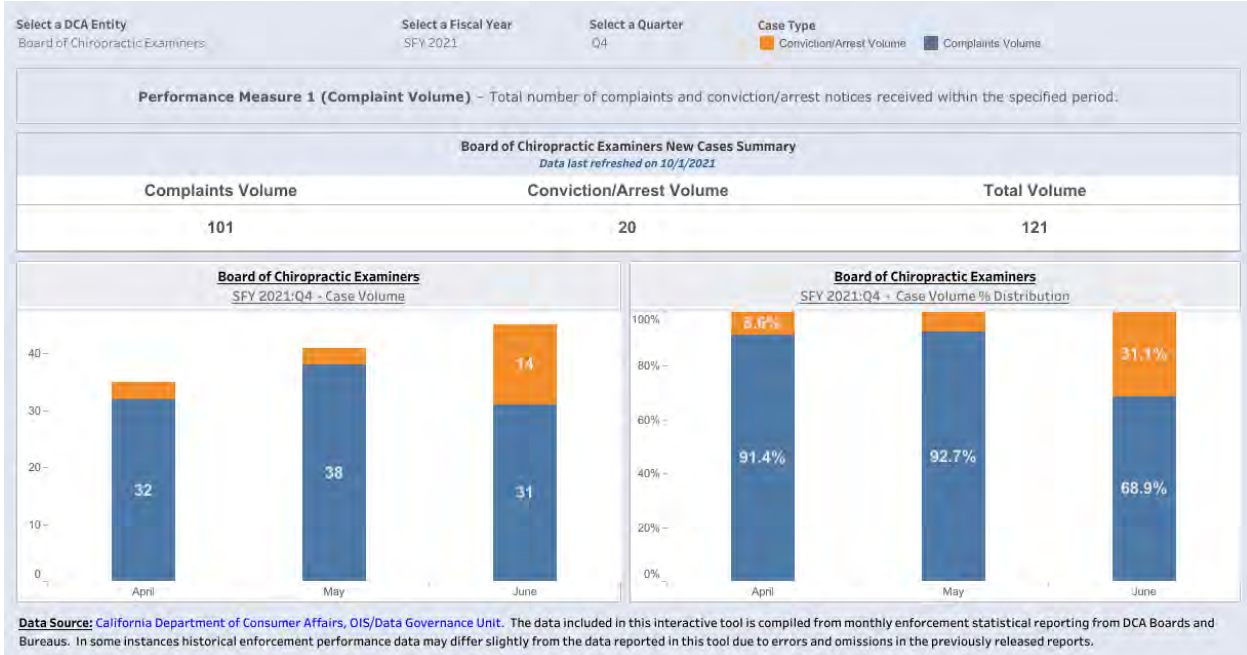 Select a DCA Entity
Board of Chiropractic Examiners
Select a Fiscal Year
SFY 2021
Select a Quarter
Q4
Case Type
Conviction/Arrest Volume
Complaints Volume
Performance Measure 1 (Complaint Volume) - Total number of complaints and conviction/arrest notices received within the specified period.
Board of Chiropractic Examiners New Cases Summary
Data last refreshed on 10/1/2021
Complaints Volume Conviction/Arrest Volume Total Volume
101 20 121
Board of Chiropractic Examiners
SFY 2021:Q4 - Case Volume
40
30
20
10
0
32
38
14
31
April May June
Board of Chiropractic Examiners
SFY 2021:Q4 - Case Volume % Distribution
100%
80%
60%
40%
20%
0%
8.6%
91.4%
92.7%
31.1%
68.9%
April May June
Data Source: California Department of Consumer Affairs, OIS/Data Governance Unit. The data included in this interactive tool is compiled from monthly enforcement statistical reporting from DCA Boards and
Bureaus. In some instances historical enforcement performance data may differ slightly from the data reported in this tool due to errors and omissions in the previously released reports.